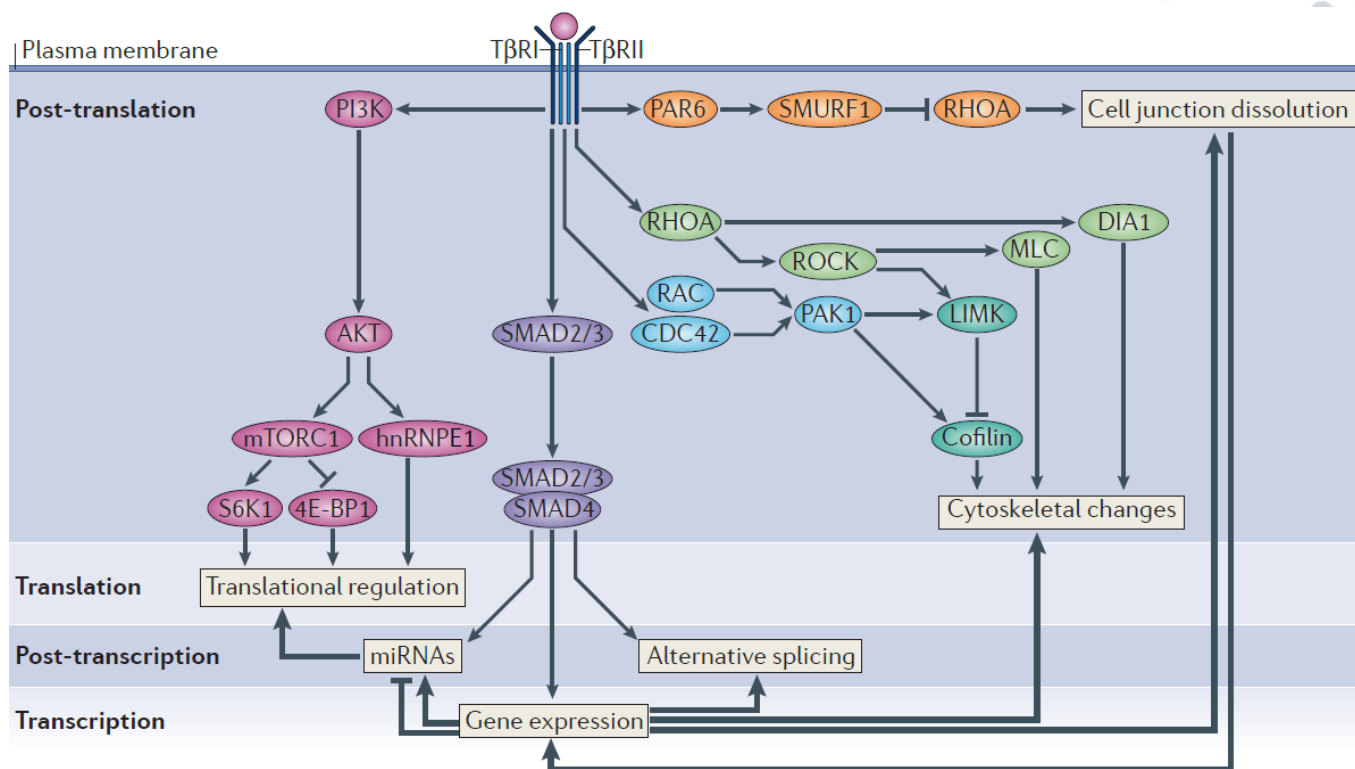 Plasma membrane
TβRI
TβRII
Post-translation
PI3K
PAR6
SMURF1
RHOA
Cell junction dissolution
RHOA
DIA1
ROCK
MLC
RAC
PAK1
LIMK
AKT
SMAD2/3
CDC42
mTORC1
hnRNPE1
Cofilin
SMAD2/3
S6K1
4E-BP1
SMAD4
Cytoskeletal changes
Translation
Translational regulation
Post-transcription
miRNAs
Alternative splicing
Transcription
Gene expression